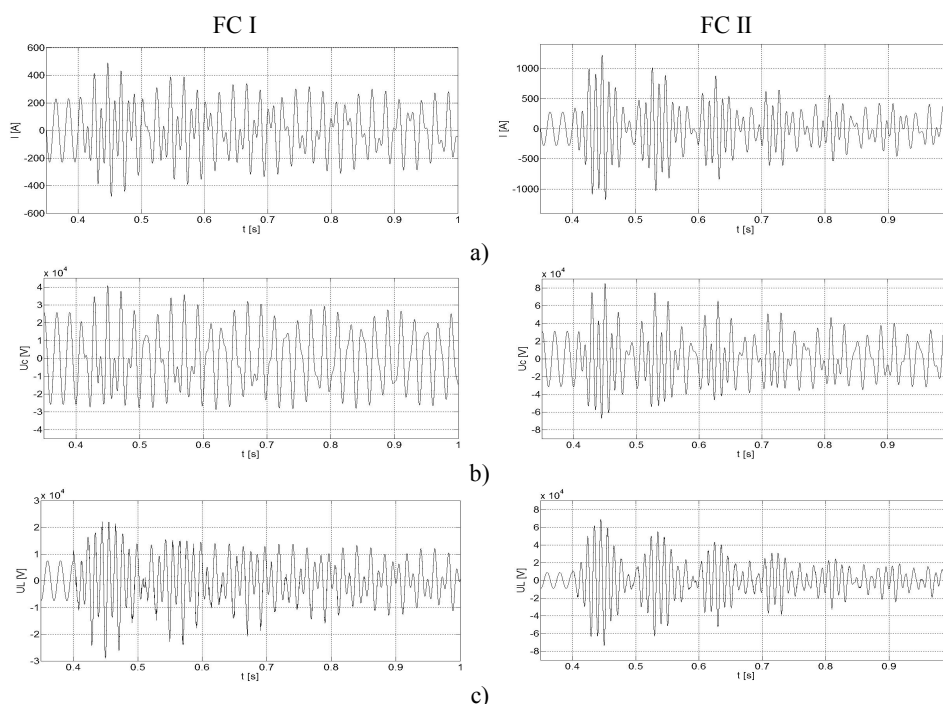 FC I
FC II
600
400
200
0
-200
-400
-600
I [A]
0.4 0.5 0.6 0.7 0.8 0.9 1
t [s]
1000
500
0
-500
-1000
I [A]
0.4 0.5 0.6 0.7 0.8 0.9
t [s]
a)
x 10^4
4
3
2
1
0
-1
-2
-3
-4
Uc [V]
0.4 0.5 0.6 0.7 0.8 0.9 1
t [s]
x 10^4
8
6
4
2
0
-2
-4
-6
-8
Uc [V]
0.4 0.5 0.6 0.7 0.8 0.9
t [s]
b)
x 10^4
3
2
1
0
-1
-2
-3
UL [V]
0.4 0.5 0.6 0.7 0.8 0.9 1
t [s]
x 10^4
8
6
4
2
0
-2
-4
-6
-8
UL [V]
0.4 0.5 0.6 0.7 0.8 0.9
t [s]
c)